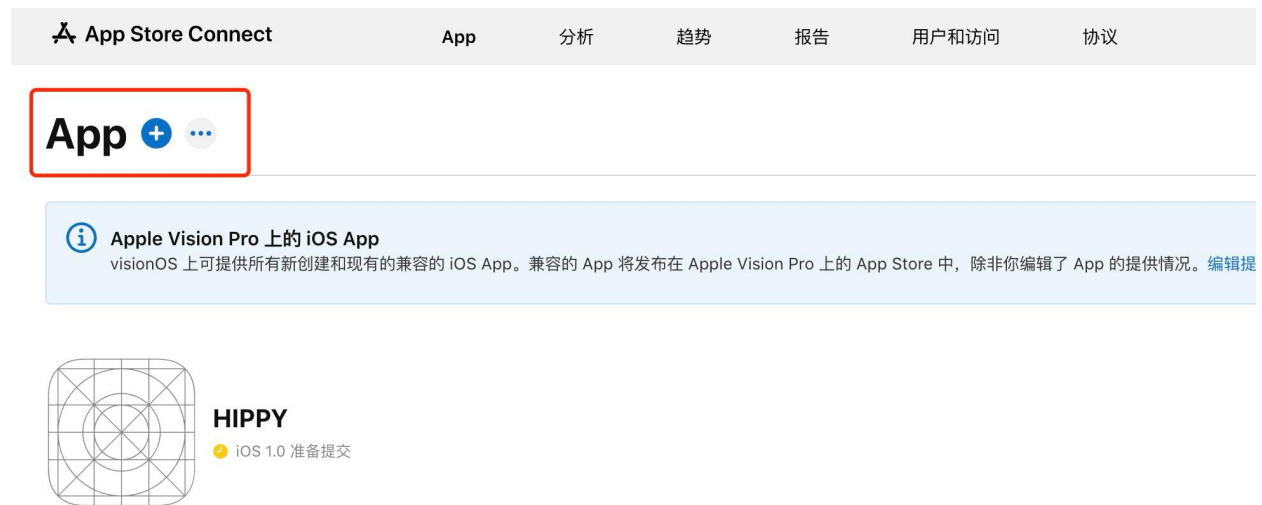 App Store Connect App 分析 趋势 报告 用户和访问 协议
App
Apple Vision Pro 上的 iOS App
visionOS 上可提供所有新创建和现有的兼容的 iOS App。兼容的 App 将发布在 Apple Vision Pro 上的 App Store 中，除非你编辑了 App 的提供情况。编辑提
HIPPY
iOS 1.0 准备提交